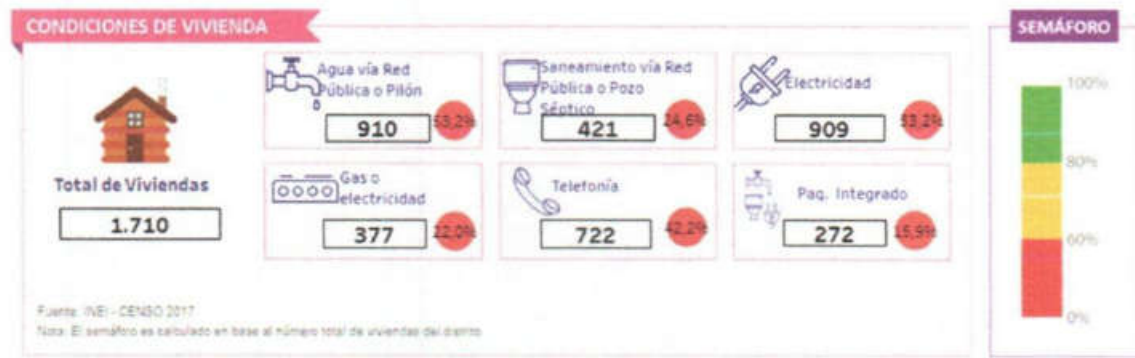 CONDICIONES DE VIVIENDA
Total de Viviendas
1.710
Agua vía Red
Pública o Pilón
910
53,2%
Saneamiento vía Red
Pública o Pozo
Séptico
421
24,6%
Electricidad
909
53,2%
Gas o
electricidad
377
22,0%
Telefonía
722
42,2%
Paq. Integrado
272
15,9%
Fuente: INEI - CENSO 2017
Nota: El semáforo es calculado en base al número total de viviendas del distrito
SEMÁFORO
100%
80%
60%
0%